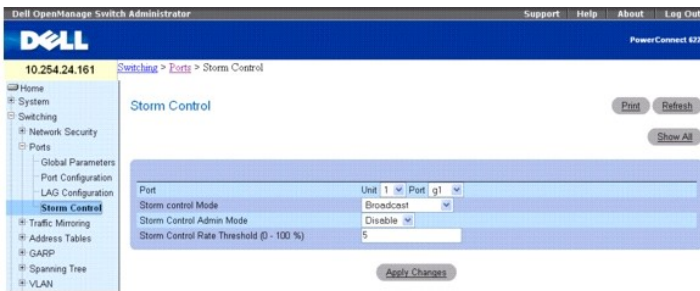 Dell OpenManage Switch Administrator
Support Help About Log Out
DELL
PowerConnect 622
10.254.24.161
Switching > Ports > Storm Control
Home
System
Switching
Network Security
Ports
Global Parameters
Port Configuration
LAG Configuration
Storm Control
Traffic Mirroring
Address Tables
GARP
Spanning Tree
VLAN
Storm Control
Print Refresh
Show All
Port Unit 1 Port g1
Storm control Mode Broadcast
Storm Control Admin Mode Disable
Storm Control Rate Threshold (0 - 100 %) 5
Apply Changes